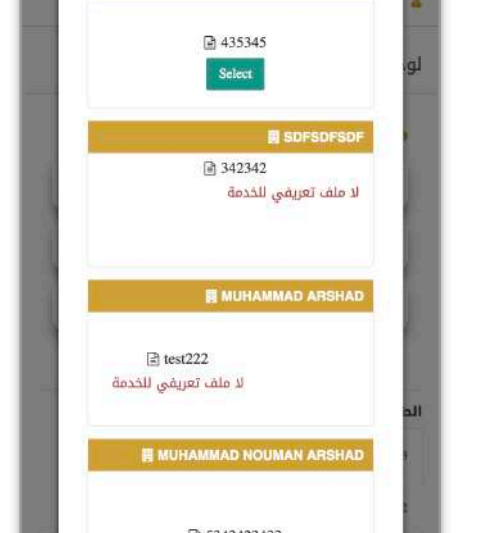 435345
Select
SDFSDFSDF
342342
لا ملف تعريفي للخدمة
MUHAMMAD ARSHAD
test222
لا ملف تعريفي للخدمة
MUHAMMAD NOUMAN ARSHAD